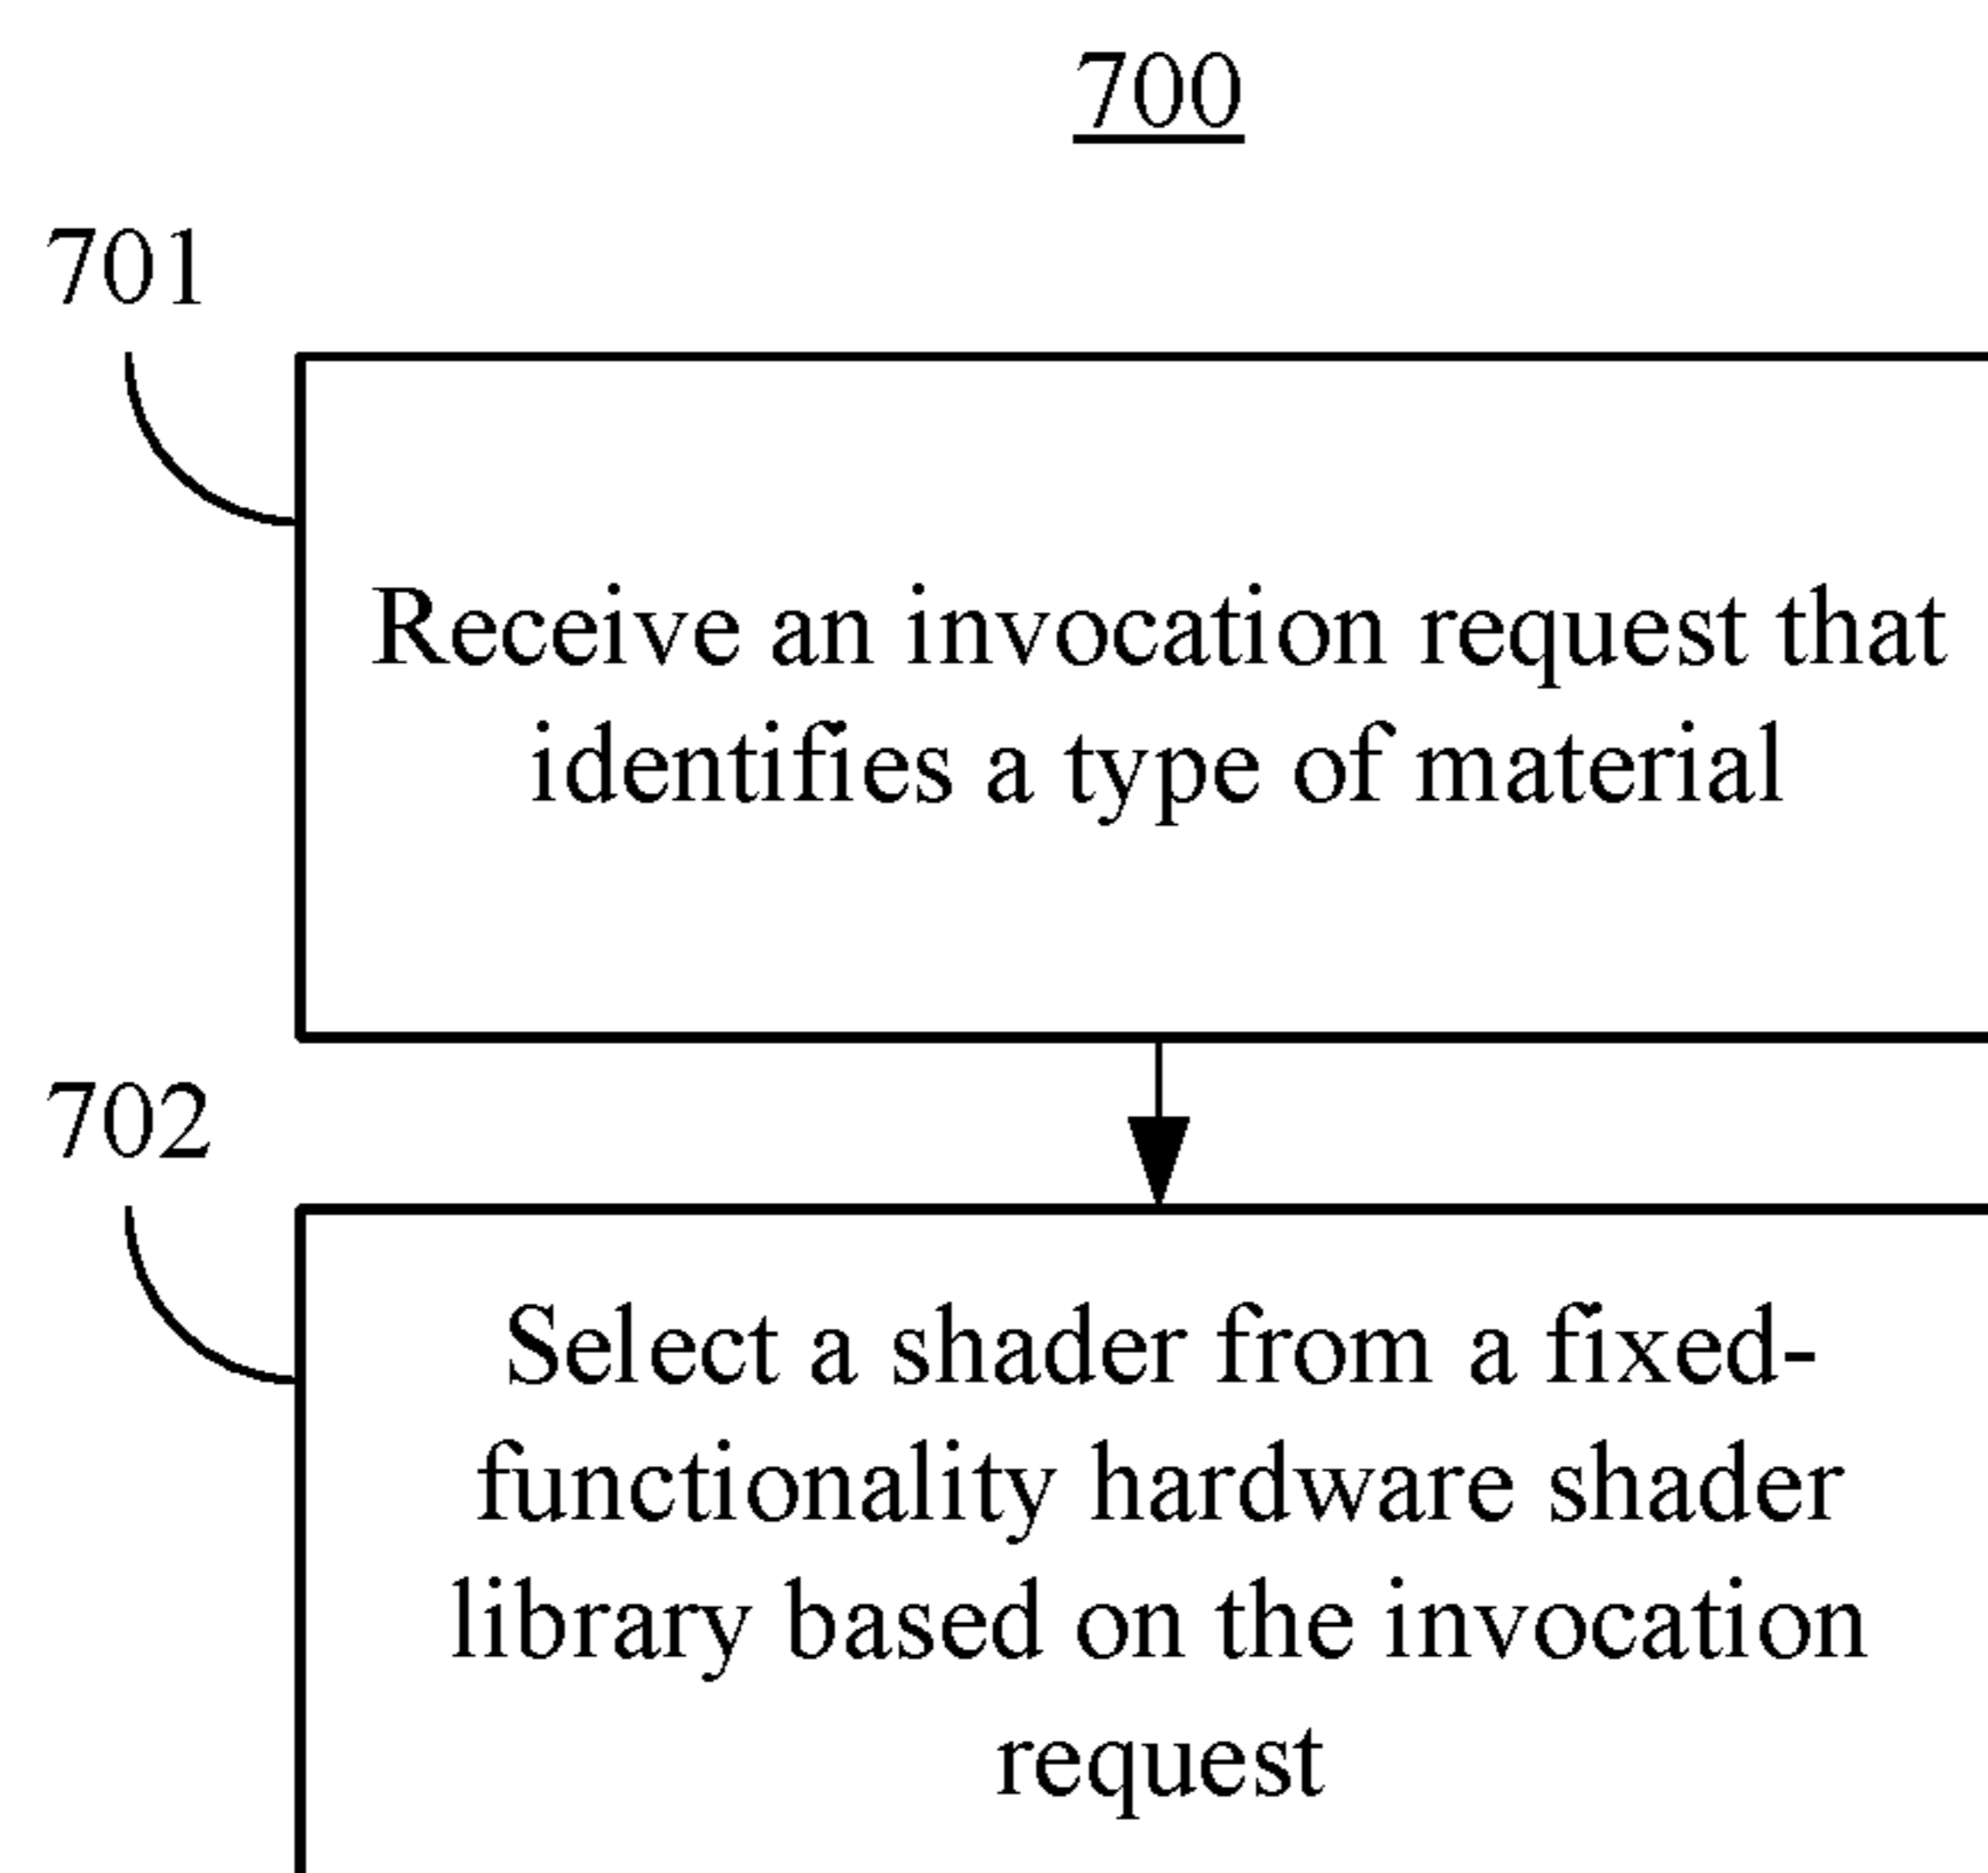 700
701
Receive an invocation request that
identifies a type of material
702
Select a shader from a fixed-
functionality hardware shader
library based on the invocation
request